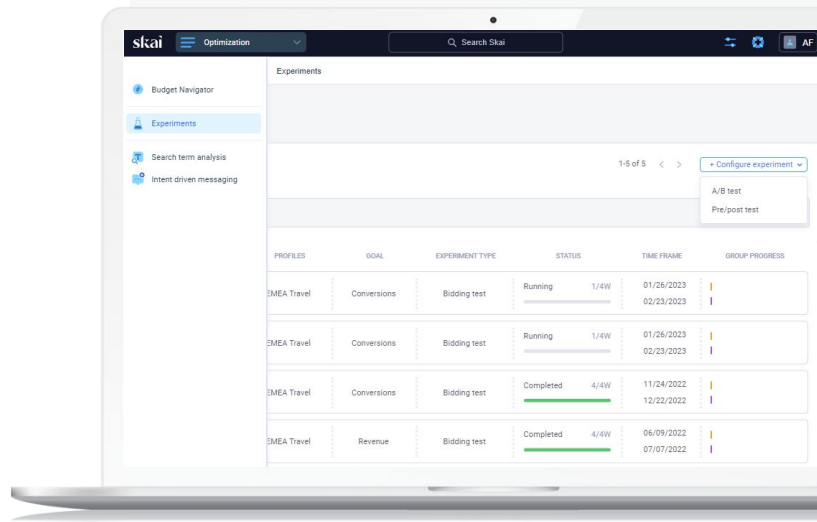 skai
Optimization
Search Skai
AF
Experiments
Budget Navigator
Experiments
Search term analysis
Intent driven messaging
1-5 of 5
+ Configure experiment
A/B test
Pre/post test
PROFILES GOAL EXPERIMENT TYPE STATUS TIME FRAME GROUP PROGRESS
EMEA Travel Conversions Bidding test Running 1/4W 01/26/2023
02/23/2023
EMEA Travel Conversions Bidding test Running 1/4W 01/26/2023
02/23/2023
EMEA Travel Conversions Bidding test Completed 4/4W 11/24/2022
12/22/2022
EMEA Travel Revenue Bidding test Completed 4/4W 06/09/2022
07/07/2022